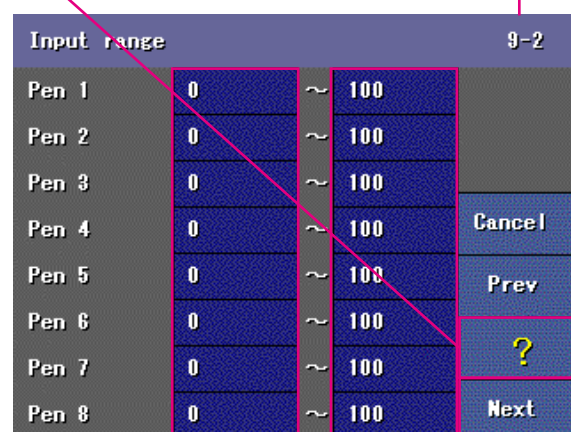 Input range 9-2
Pen 1 0 ~ 100
Pen 2 0 ~ 100
Pen 3 0 ~ 100
Pen 4 0 ~ 100 Cancel
Pen 5 0 ~ 100 Prev
Pen 6 0 ~ 100
Pen 7 0 ~ 100 ?
Pen 8 0 ~ 100 Next